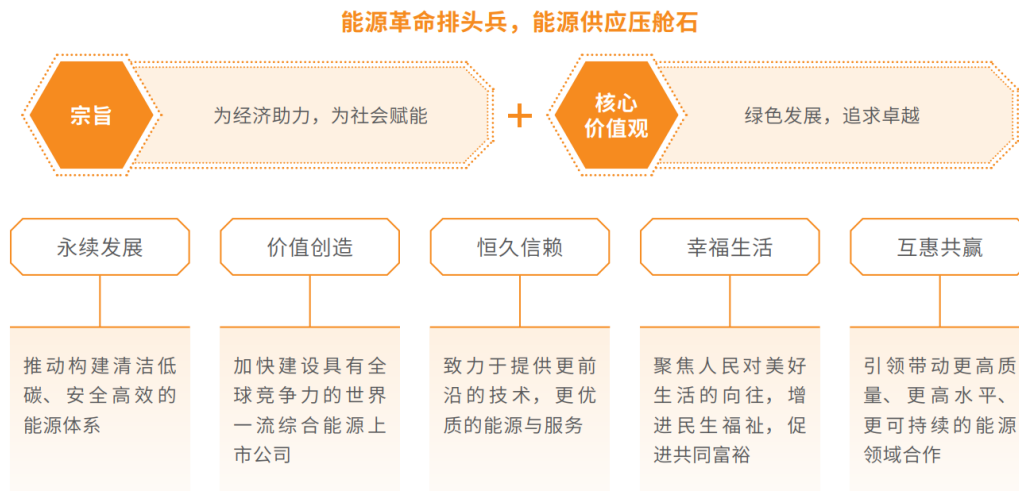 能源革命排头兵，能源供应压舱石
宗旨
为经济助力，为社会赋能
+
核心
价值观
绿色发展，追求卓越
永续发展
价值创造
恒久信赖
幸福生活
互惠共赢
推动构建清洁低
碳、安全高效的
能源体系
加快建设具有全
球竞争力的世界
一流综合能源上
市公司
致力于提供更前
沿的技术，更优
质的能源与服务
聚焦人民对美好
生活的向往，增
进民生福祉，促
进共同富裕
引领带动更高质
量、更高水平、
更可持续的能源
领域合作